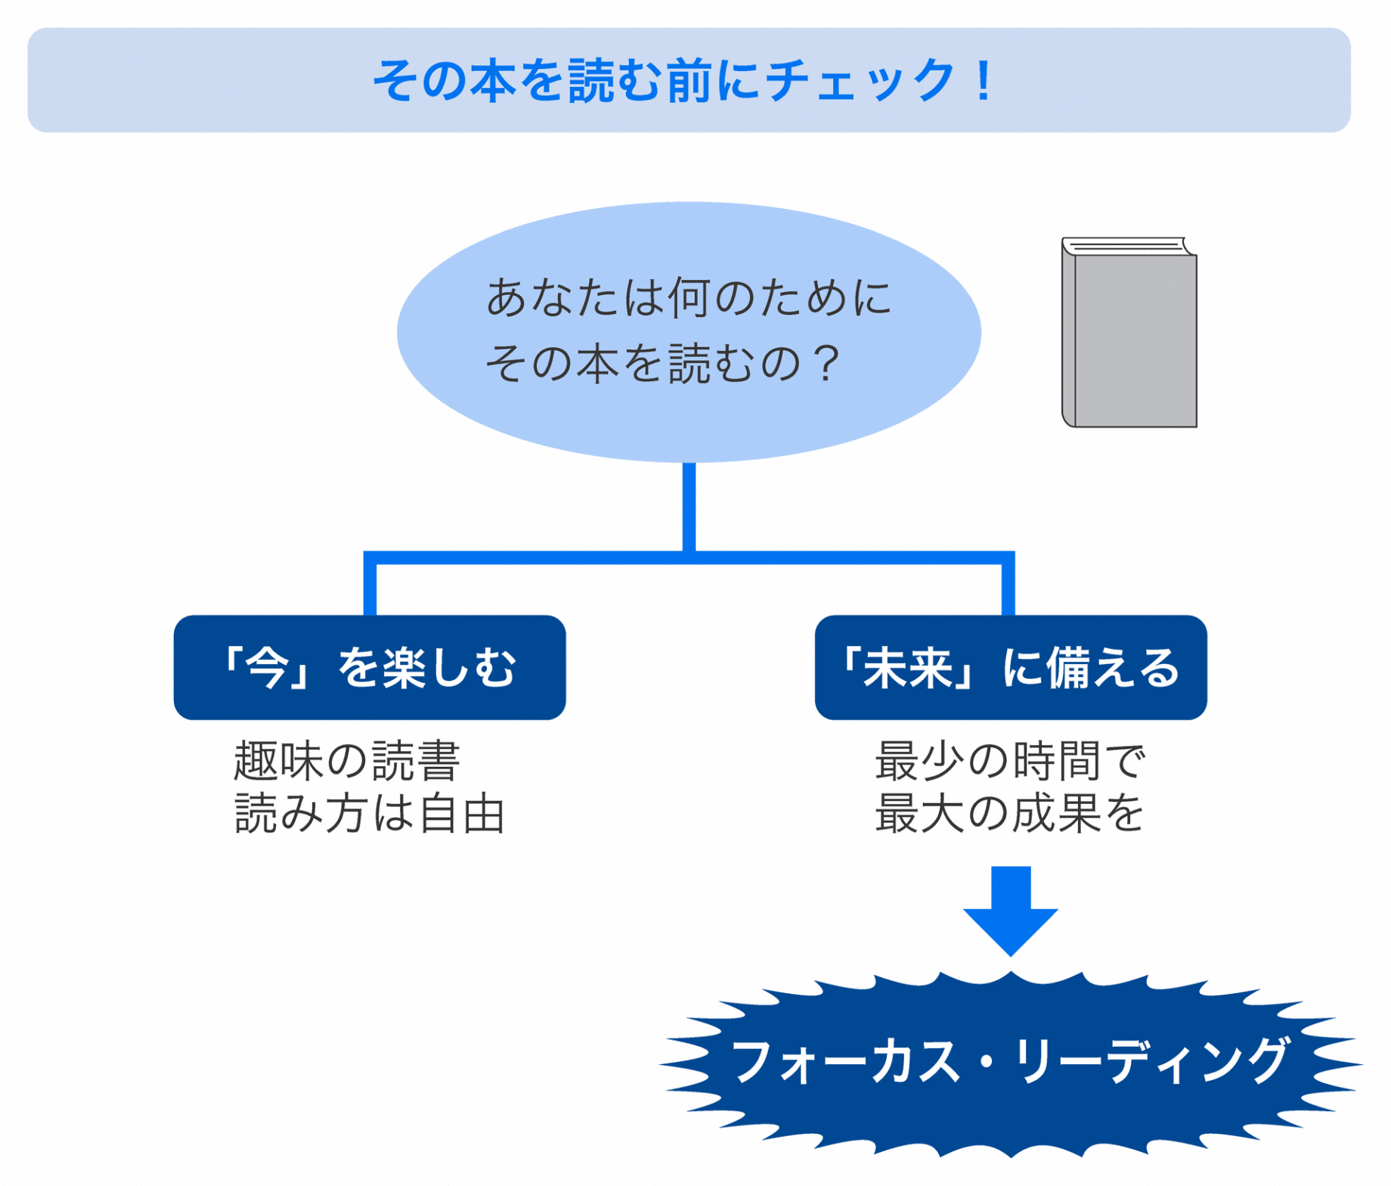 その本を読む前にチェック！
あなたは何のために
その本を読むの？
「今」を楽しむ
趣味の読書
読み方は自由
「未来」に備える
最少の時間で
最大の成果を
フォーカス・リーディング